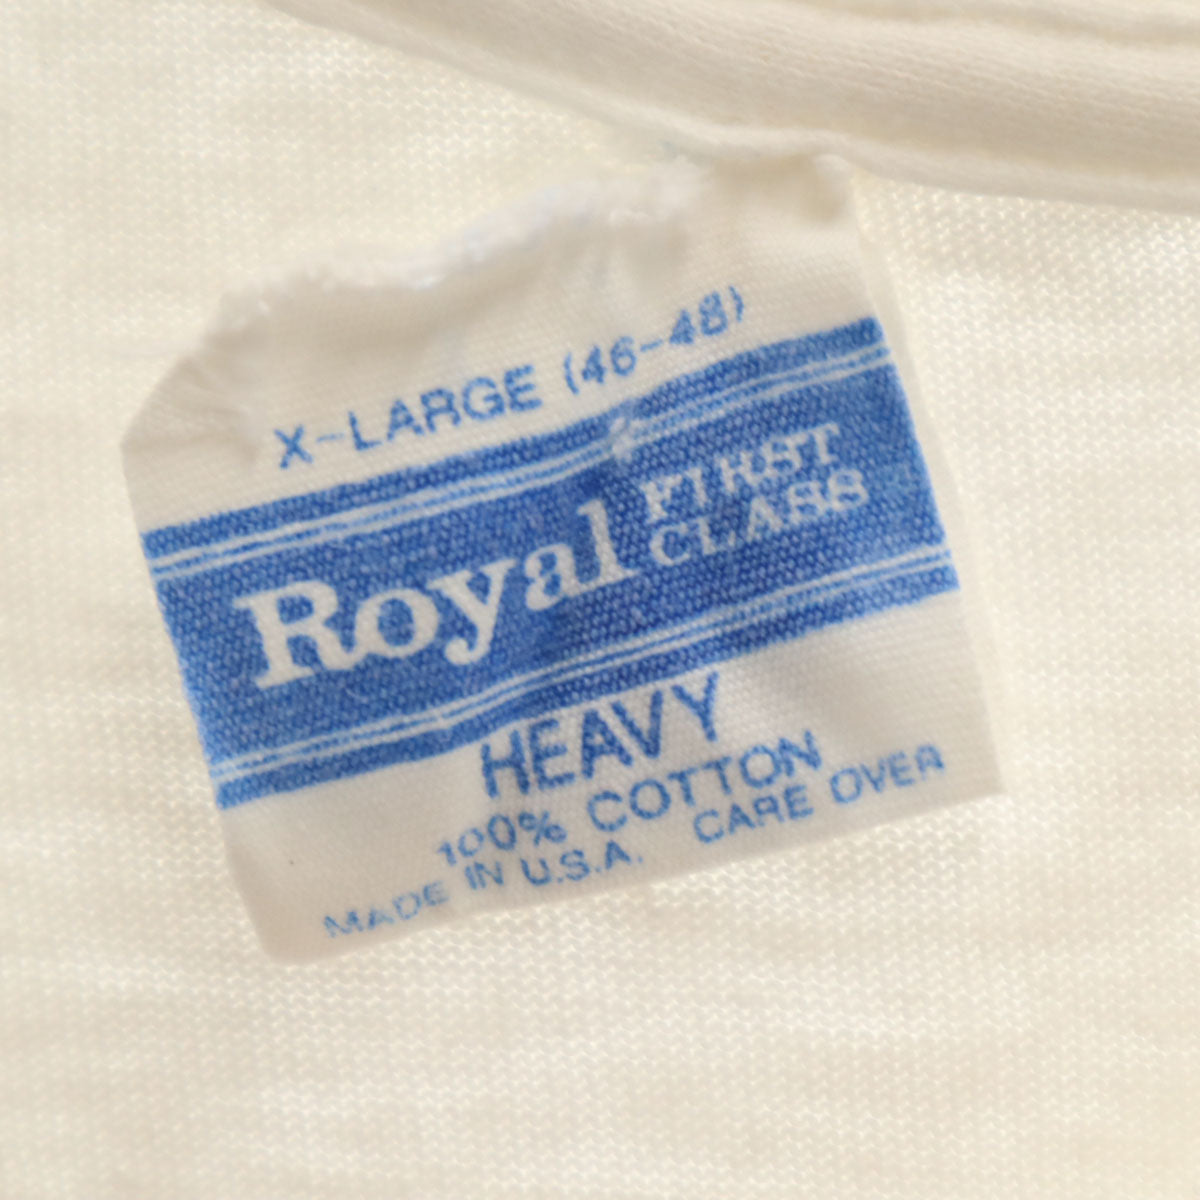 X-LARGE (46-48)
Royal FIRST CLASS
HEAVY
100% COTTON
MADE IN U.S.A. CARE OVER